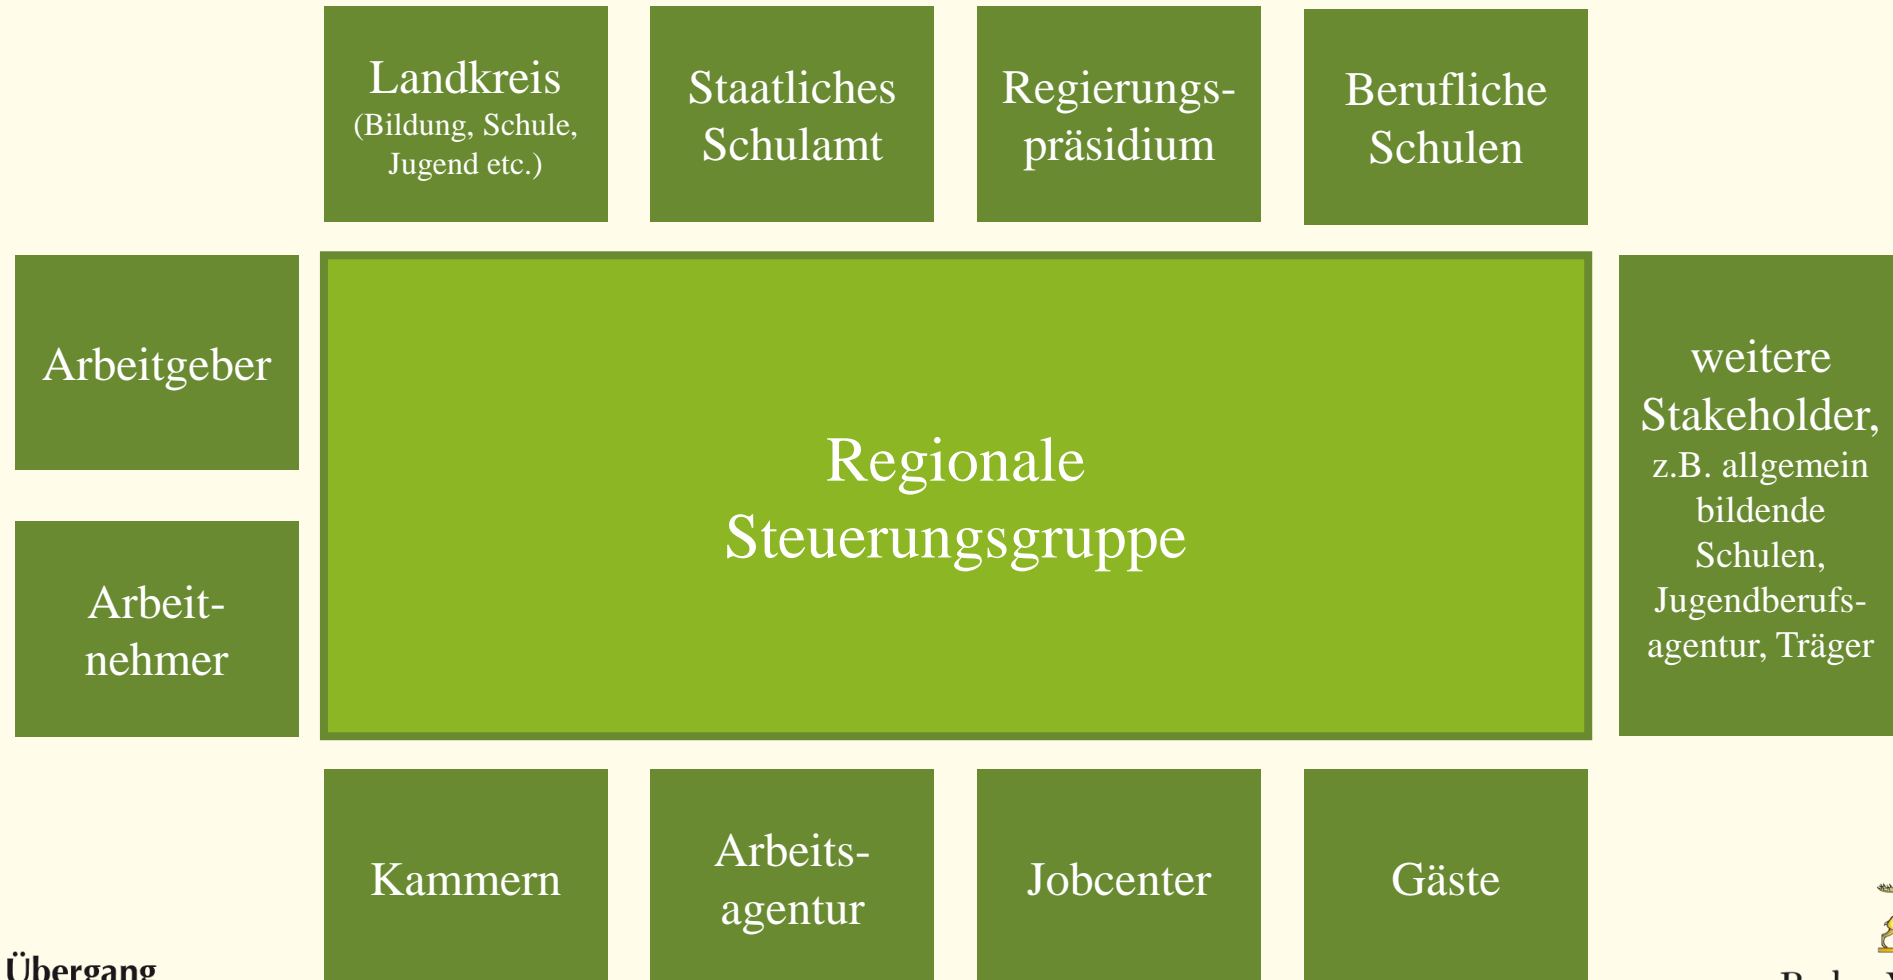 Landkreis
(Bildung, Schule,
Jugend etc.)
Staatliches
Schulamt
Regierungs-
präsidium
Berufliche
Schulen
Arbeitgeber
Arbeit-
nehmer
Regionale
Steuerungsgruppe
weitere
Stakeholder,
z.B. allgemein
bildende
Schulen,
Jugendberufs-
agentur, Träger
Kammern
Arbeits-
agentur
Jobcenter
Gäste
Übergang